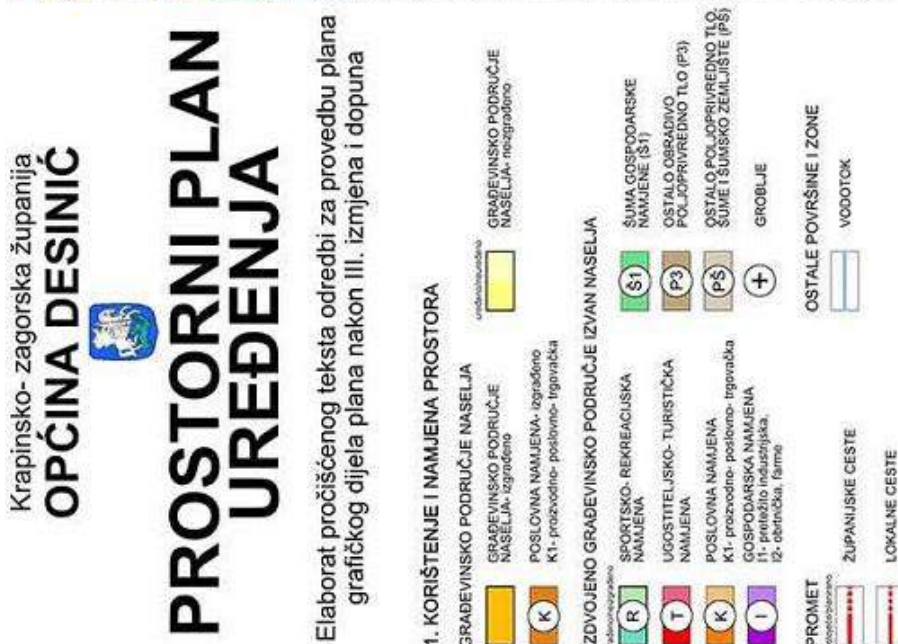 Krapinsko- zagorska županija
OPĆINA DESINIĆ
PROSTORNI PLAN
UREĐENJA
Elaborat pročišćenog teksta odredbi za provedbu plana
grafičkog dijela plana nakon III. izmjena i dopuna
1. KORIŠTENJE I NAMJENA PROSTORA
GRAĐEVINSKO PODRUČJE NASELJA
GRAĐEVINSKO PODRUČJE
NASELJA- izgrađeno
K
POSLOVNA NAMJENA- izgrađeno
K1- proizvodno- poslovno- trgovačka
uređeno/neuređeno
GRAĐEVINSKO PODRUČJE
NASELJA- neizgrađeno
ZDVOJENO GRAĐEVINSKO PODRUČJE IZVAN NASELJA
R
SPORTSKO- REKREACIJSKA
NAMJENA
T
UGOSTITELJSKO- TURISTIČKA
NAMJENA
K
POSLOVNA NAMJENA
K1- proizvodno- poslovno- trgovačka
I
GOSPODARSKA NAMJENA
I1- pretežito industrijska,
I2- obrtnička, farme
Š1
ŠUMA GOSPODARSKE
NAMJENE (Š1)
P3
OSTALO OBRADIVO
POLJOPRIVREDNO TLO (P3)
PŠ
OSTALO POLJOPRIVREDNO TLO,
ŠUME I ŠUMSKO ZEMLJIŠTE (PŠ)
GROBLJE
PROMET
ŽUPANIJSKE CESTE
LOKALNE CESTE
OSTALE POVRŠINE I ZONE
VODOTOK